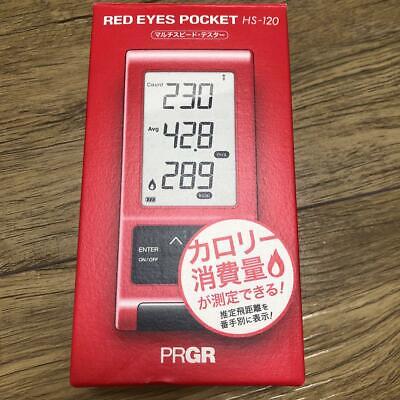 RED EYES POCKET HS-120
マルチスピード・テスター
Count
230
Avg
42.8
m/s
289
kcal
ENTER
ON/OFF
カロリー
消費量
が測定できる!
推定飛距離を
番手別に表示!
PRGR